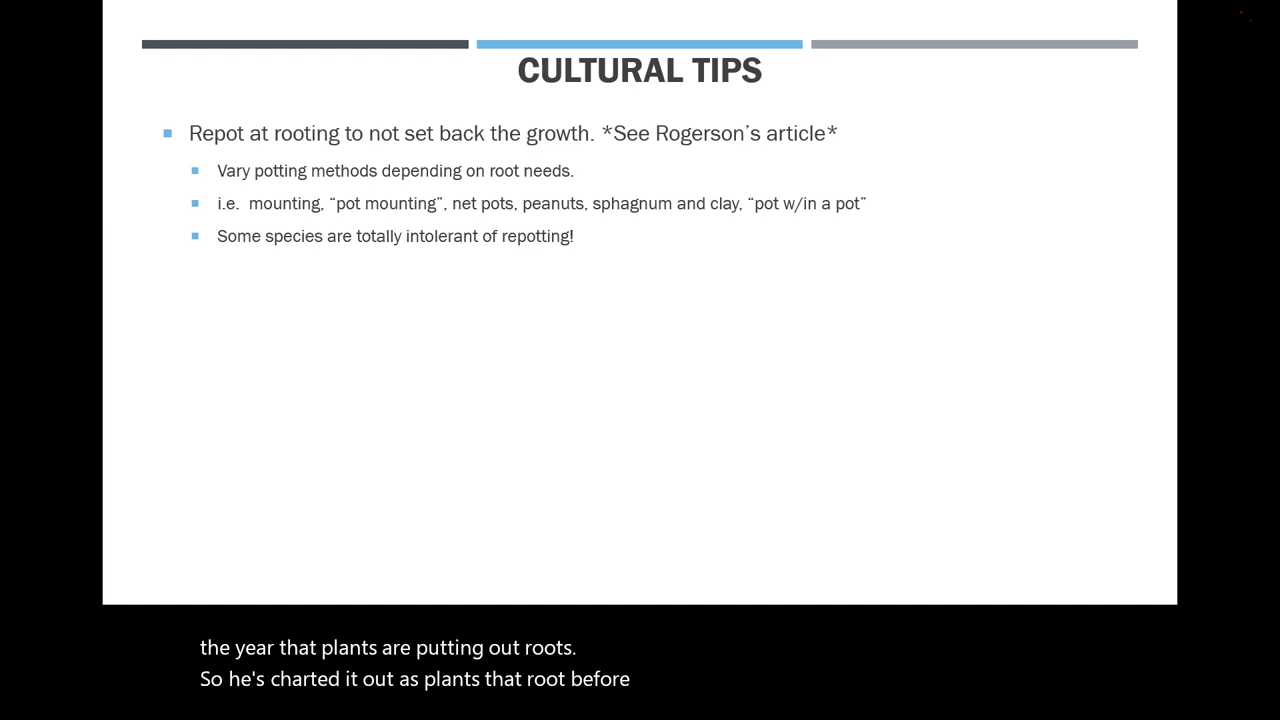 CULTURAL TIPS
Repot at rooting to not set back the growth. *See Rogerson’s article*
Vary potting methods depending on root needs.
i.e.  mounting, “pot mounting”, net pots, peanuts, sphagnum and clay, “pot w/in a pot”
Some species are totally intolerant of repotting!
the year that plants are putting out roots.
So he's charted it out as plants that root before